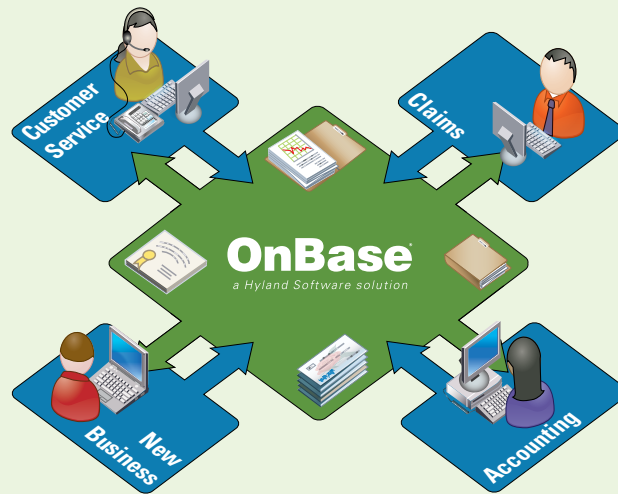 Customer
Service
Claims
OnBase®
a Hyland Software solution
New
Business
Accounting